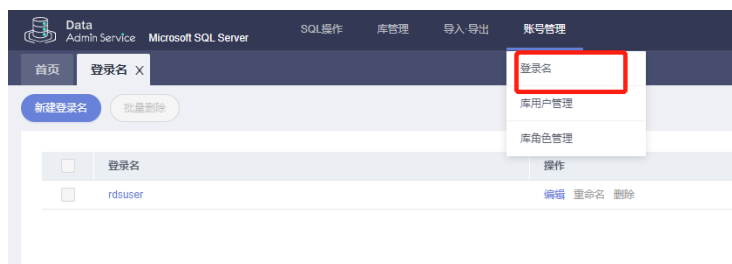 Data
Admin Service Microsoft SQL Server SQL操作 库管理 导入·导出 账号管理
首页 登录名 X 登录名
新建登录名 批量删除 库用户管理
库角色管理
登录名 操作
rdsuser 编辑 重命名 删除